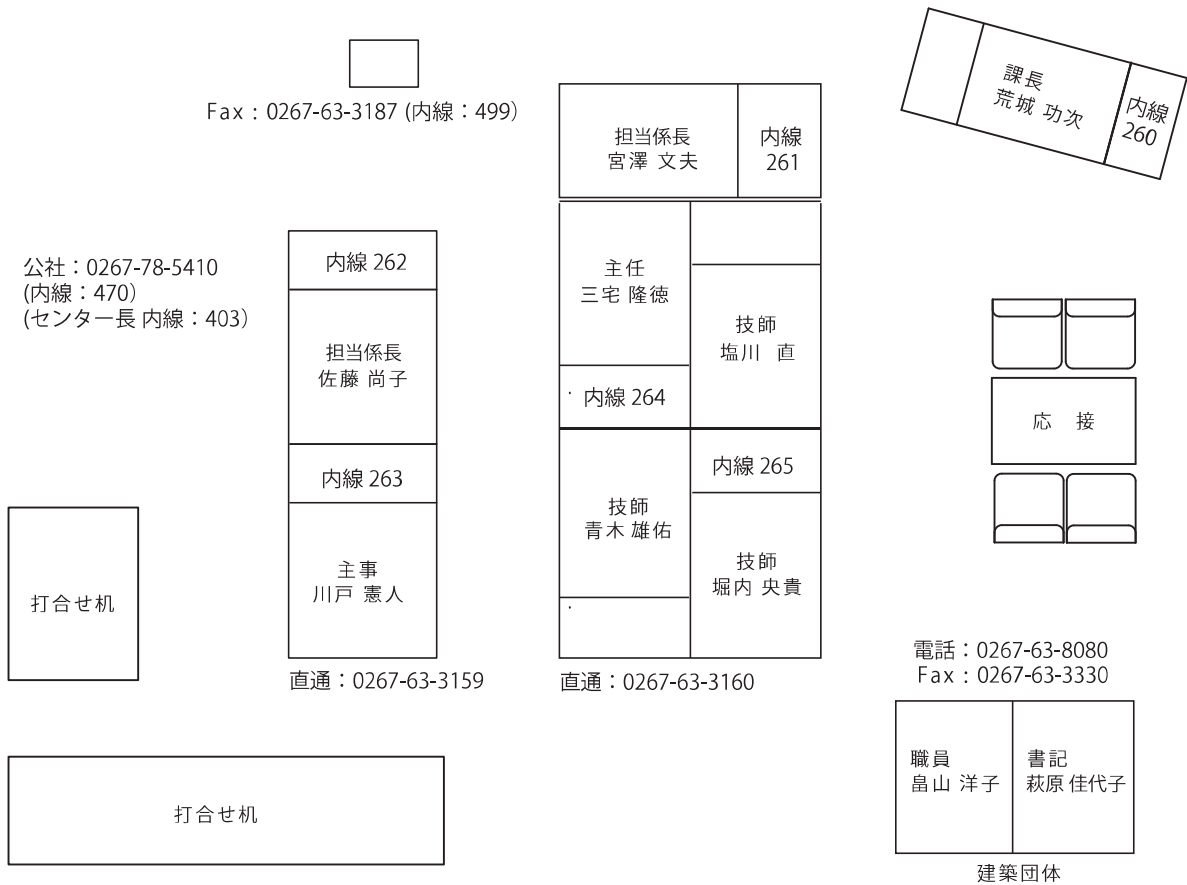 Fax：0267-63-3187 (内線：499)
担当係長
宮澤 文夫
内線
261
課長
荒城 功次
内線
260
公社：0267-78-5410
(内線：470)
(センター長 内線：403)
内線 262
担当係長
佐藤 尚子
内線 263
主事
川戸 憲人
直通：0267-63-3159
主任
三宅 隆徳
内線 264
技師
塩川 直
技師
青木 雄佑
内線 265
技師
堀内 央貴
直通：0267-63-3160
応 接
打合せ机
打合せ机
電話：0267-63-8080
Fax：0267-63-3330
職員
畠山 洋子
書記
萩原 佳代子
建築団体